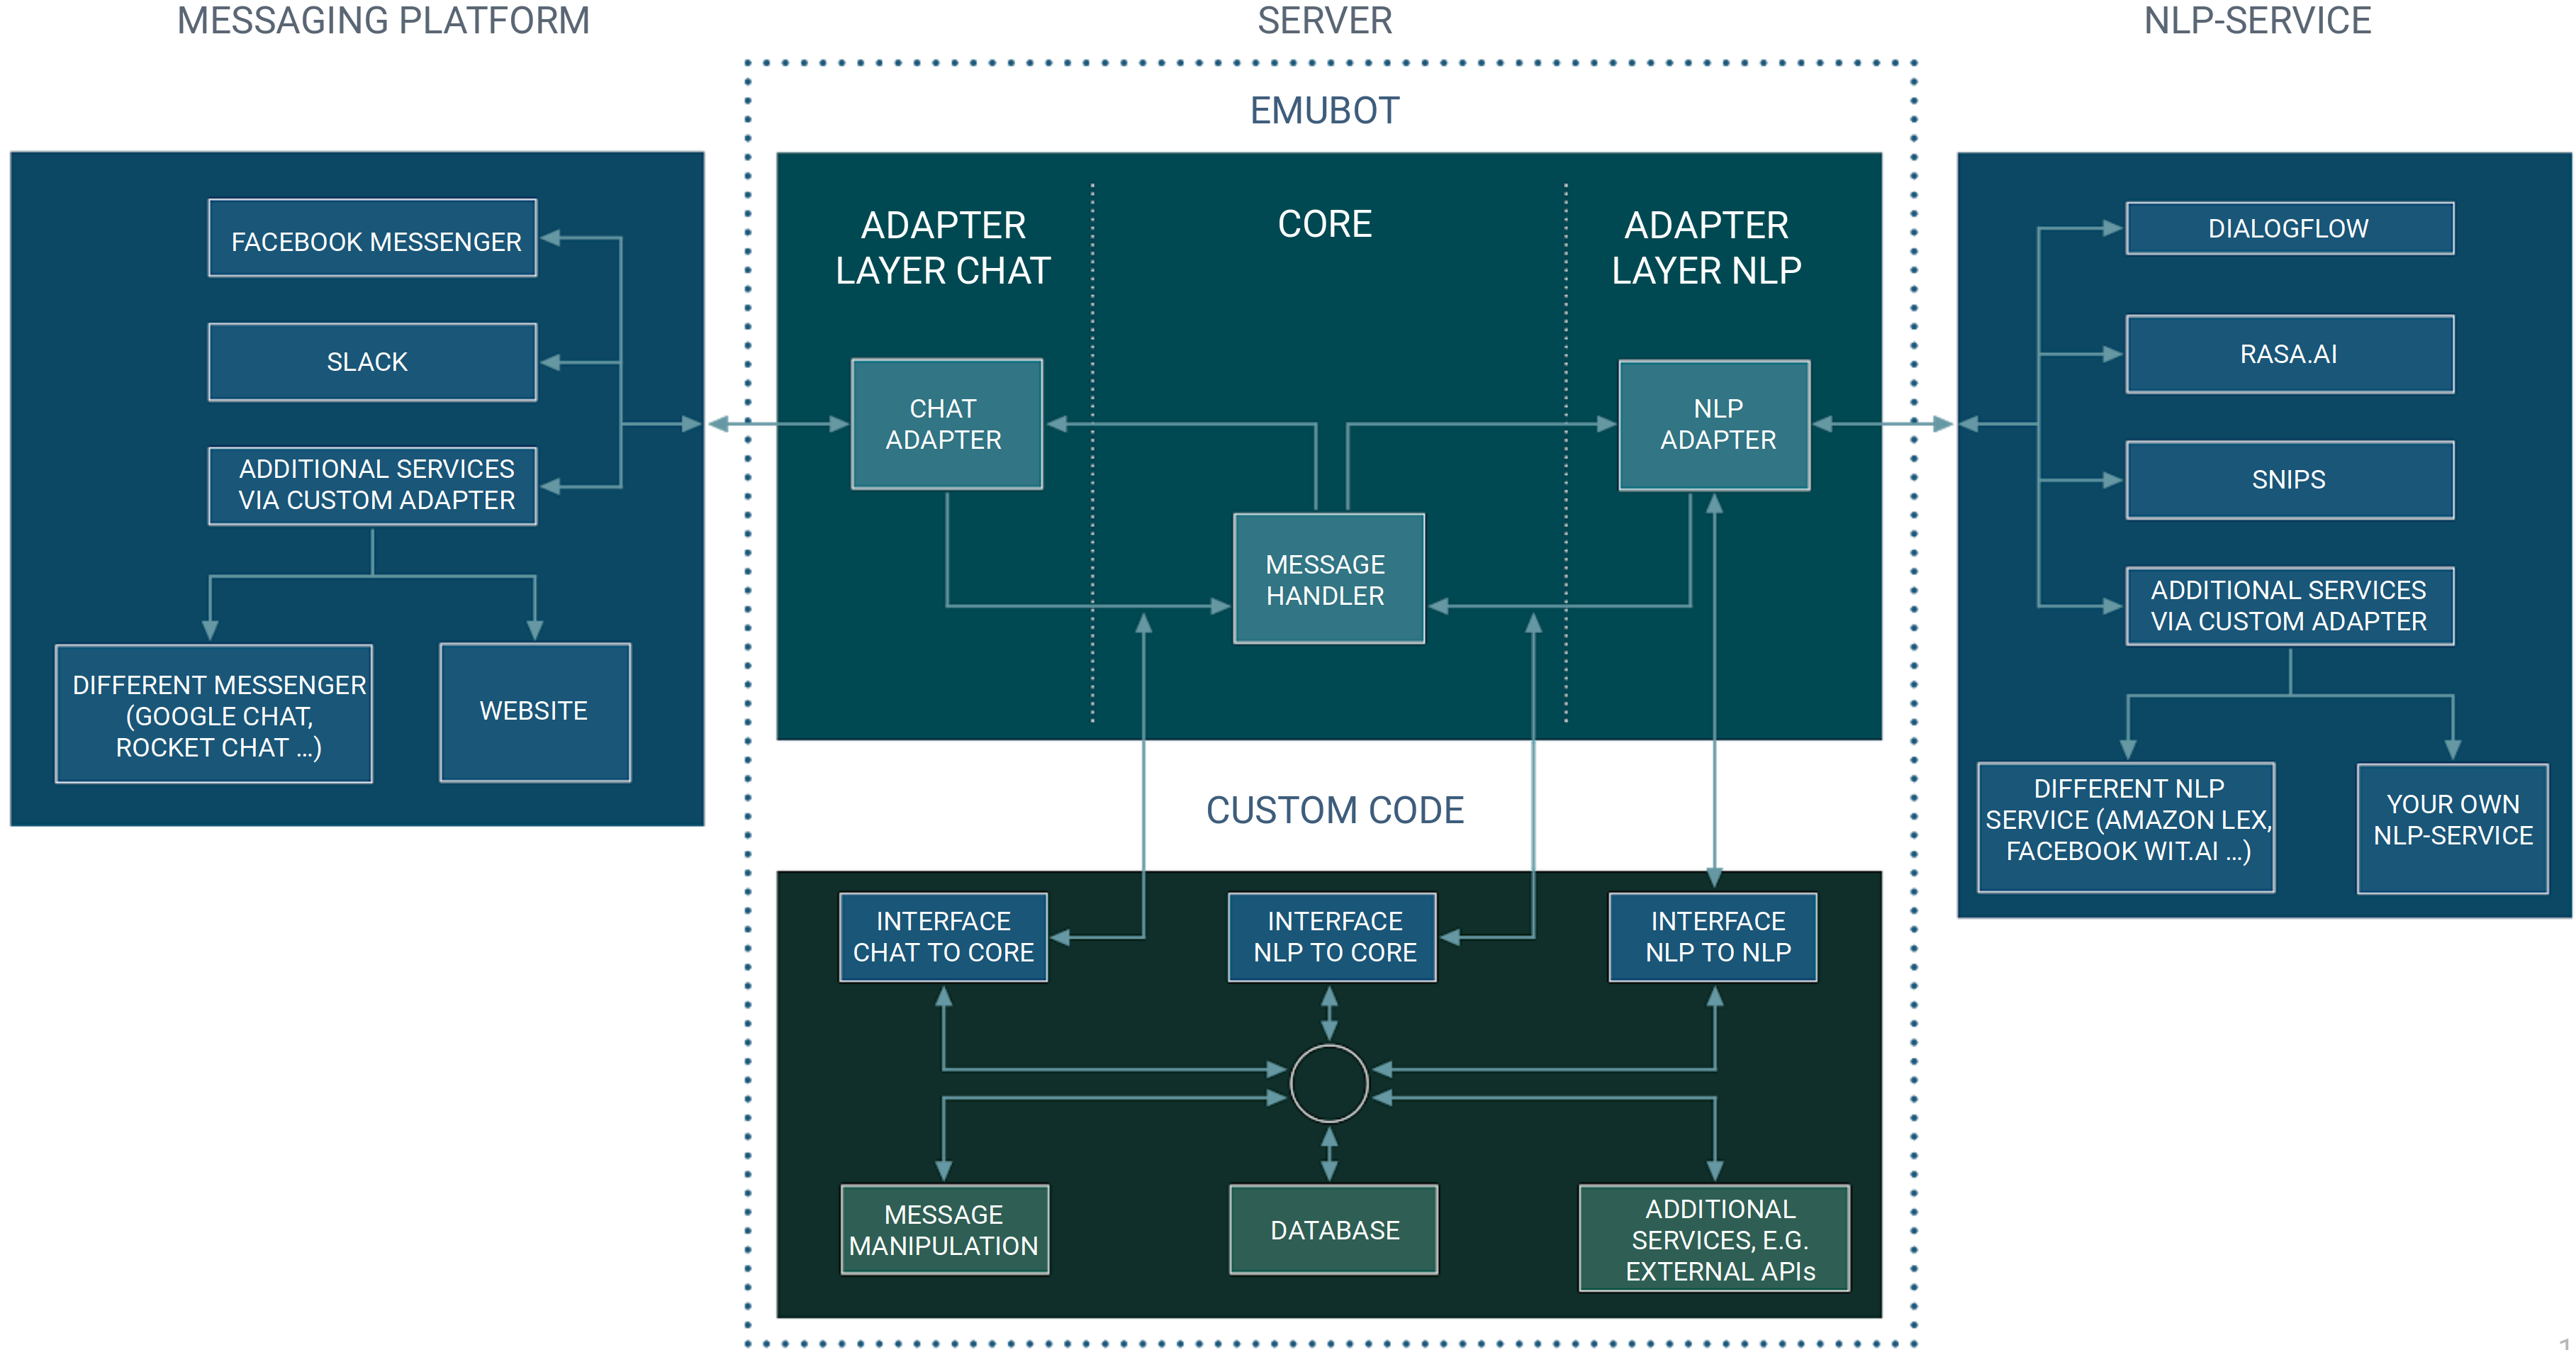 MESSAGING PLATFORM
SERVER
NLP-SERVICE
EMUBOT
FACEBOOK MESSENGER
SLACK
ADDITIONAL SERVICES
VIA CUSTOM ADAPTER
DIFFERENT MESSENGER
(GOOGLE CHAT,
ROCKET CHAT ...)
WEBSITE
ADAPTER
LAYER CHAT
CORE
ADAPTER
LAYER NLP
CHAT
ADAPTER
NLP
ADAPTER
MESSAGE
HANDLER
CUSTOM CODE
INTERFACE
CHAT TO CORE
INTERFACE
NLP TO CORE
INTERFACE
NLP TO NLP
MESSAGE
MANIPULATION
DATABASE
ADDITIONAL
SERVICES, E.G.
EXTERNAL APIs
DIALOGFLOW
RASA.AI
SNIPS
ADDITIONAL SERVICES
VIA CUSTOM ADAPTER
DIFFERENT NLP
SERVICE (AMAZON LEX,
FACEBOOK WIT.AI ...)
YOUR OWN
NLP-SERVICE